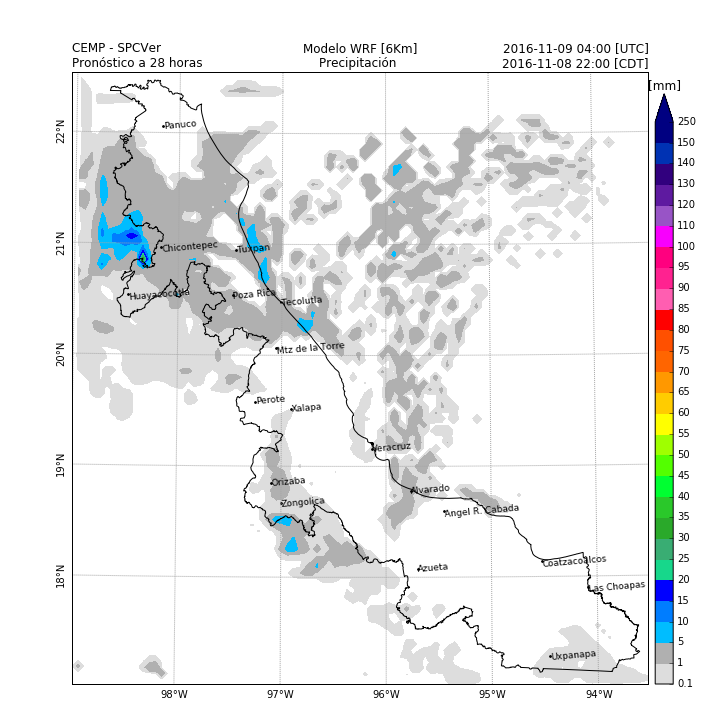 CEMP - SPCVer Modelo WRF [6Km] 2016-11-09 04:00 [UTC]
Pronóstico a 28 horas Precipitación 2016-11-08 22:00 [CDT]
[mm]
250
22°N
Panuco
150
140
130
120
21°N
Chicontepec
Tuxpan
110
100
95
Huayacocotla
Poza Rica
Tecolutla
90
85
80
20°N
Mtz de la Torre
75
70
65
Perote
Xalapa
60
55
Veracruz
50
19°N
45
Orizaba
Alvarado
40
Zongolica
Angel R. Cabada
35
30
25
Coatzacoalcos
18°N
Azueta
20
Las Choapas
15
10
5
Uxpanapa
1
0.1
98°W 97°W 96°W 95°W 94°W